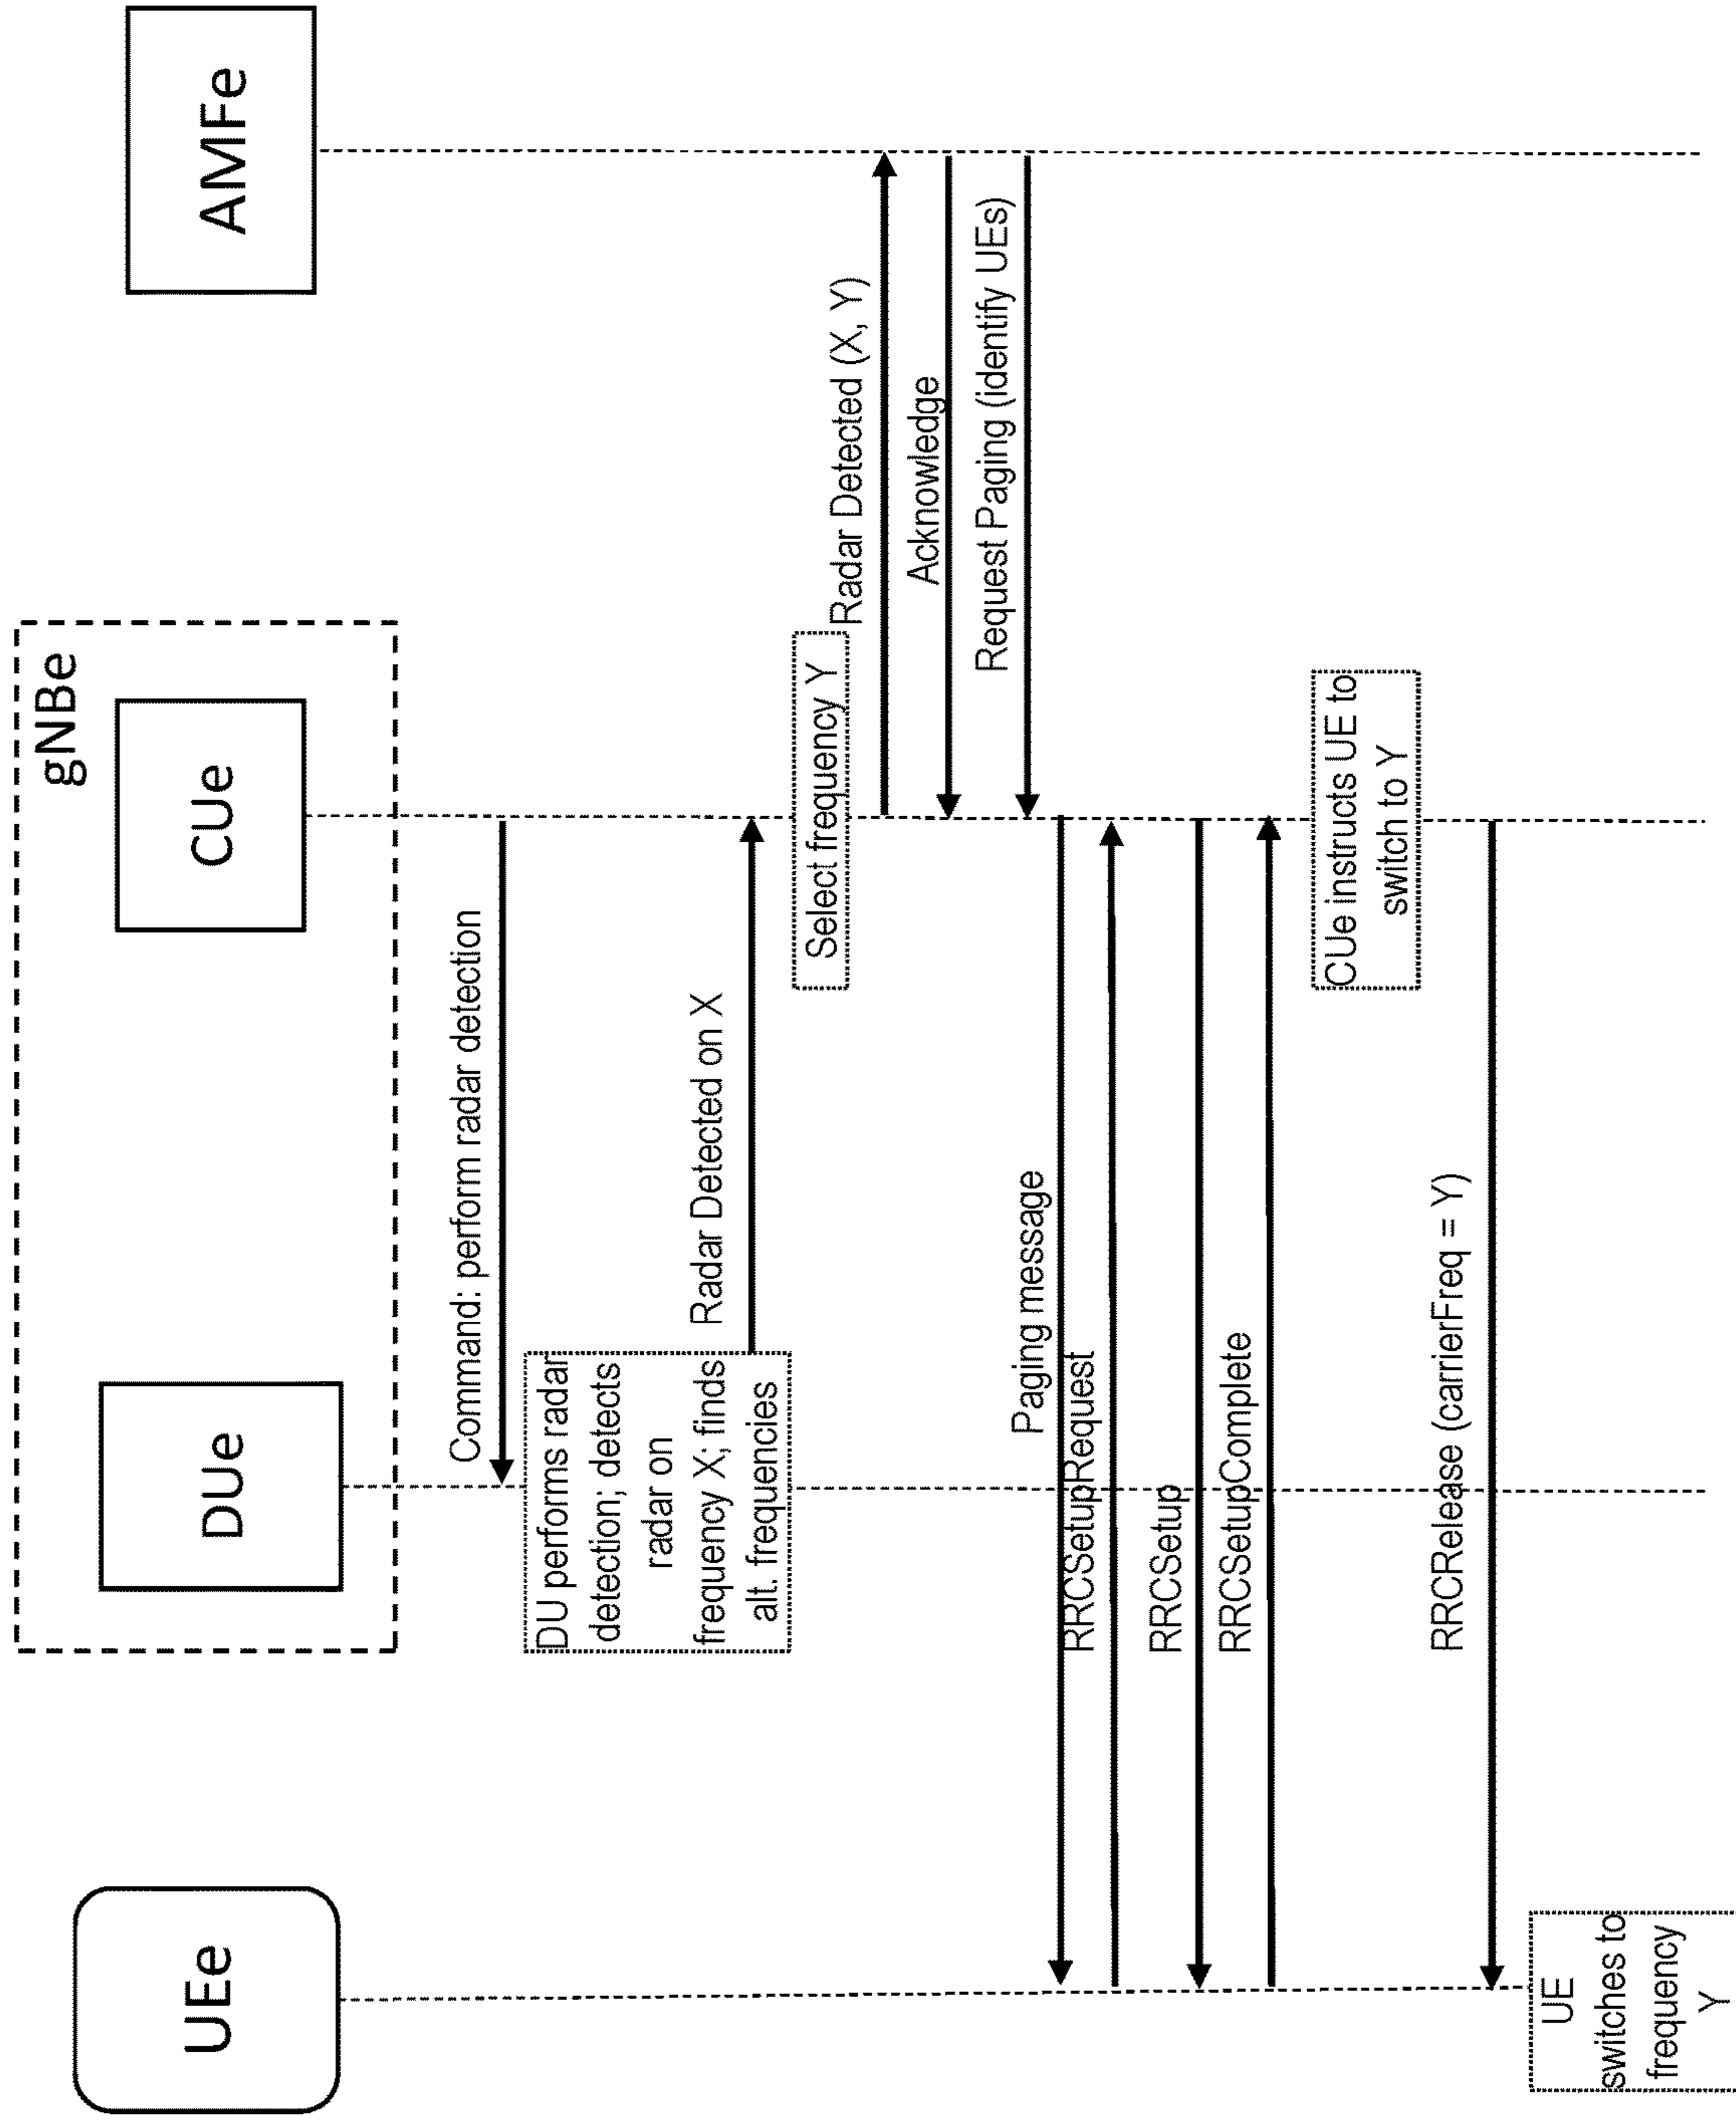 UEe
DUe
gNBe
CUe
AMFe
Command: perform radar detection
DU performs radar
detection; detects
radar on
frequency X; finds
alt. frequencies
Radar Detected on X
Select frequency Y
Radar Detected (X, Y)
Acknowledge
Request Paging (identify UEs)
Paging message
RRCSetupRequest
RRCSetup
RRCSetupComplete
CUe instructs UE to
switch to Y
RRCRelease (carrierFreq = Y)
UE
switches to
frequency
Y